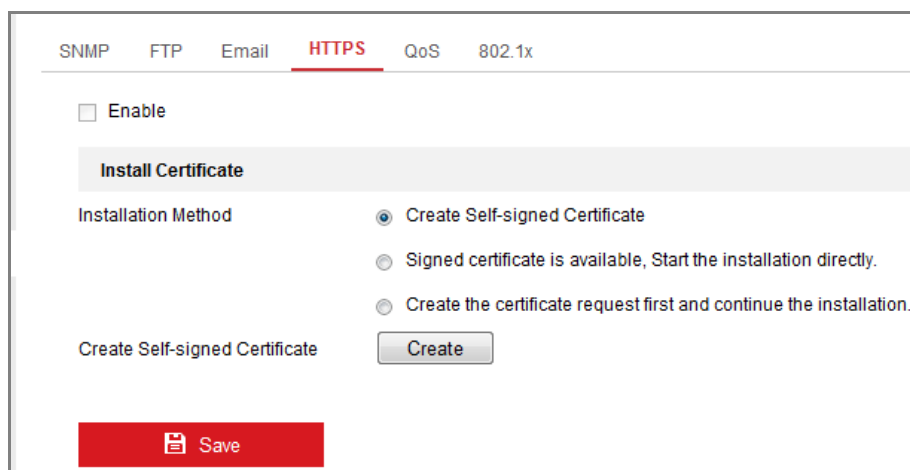 SNMP FTP Email HTTPS QoS 802.1x
Enable
Install Certificate
Installation Method Create Self-signed Certificate
Signed certificate is available, Start the installation directly.
Create the certificate request first and continue the installation.
Create Self-signed Certificate Create
Save